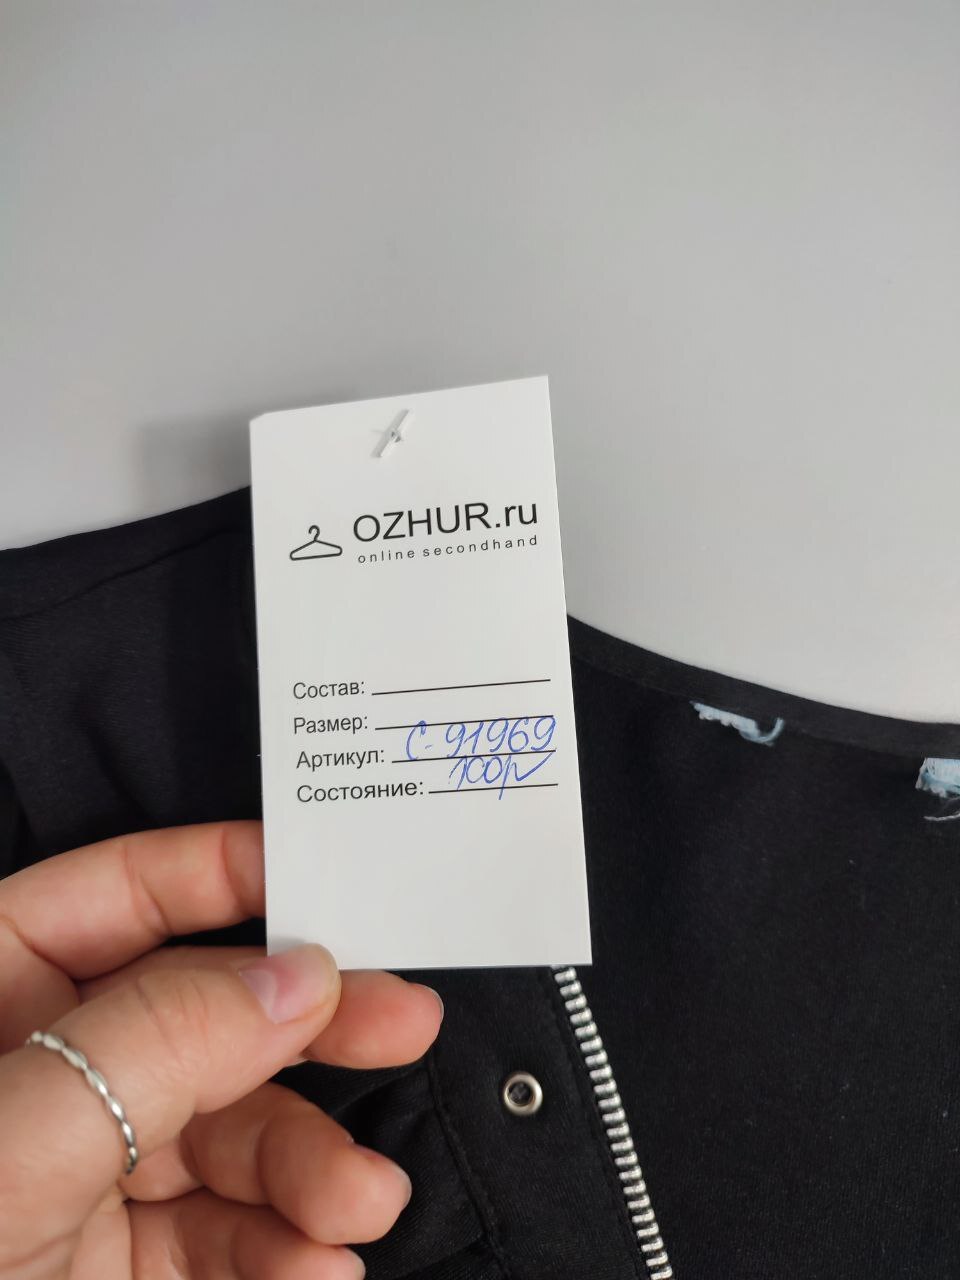 OZHUR.ru
online secondhand
Состав:
Размер:
Артикул: С-91969
Состояние: 100р